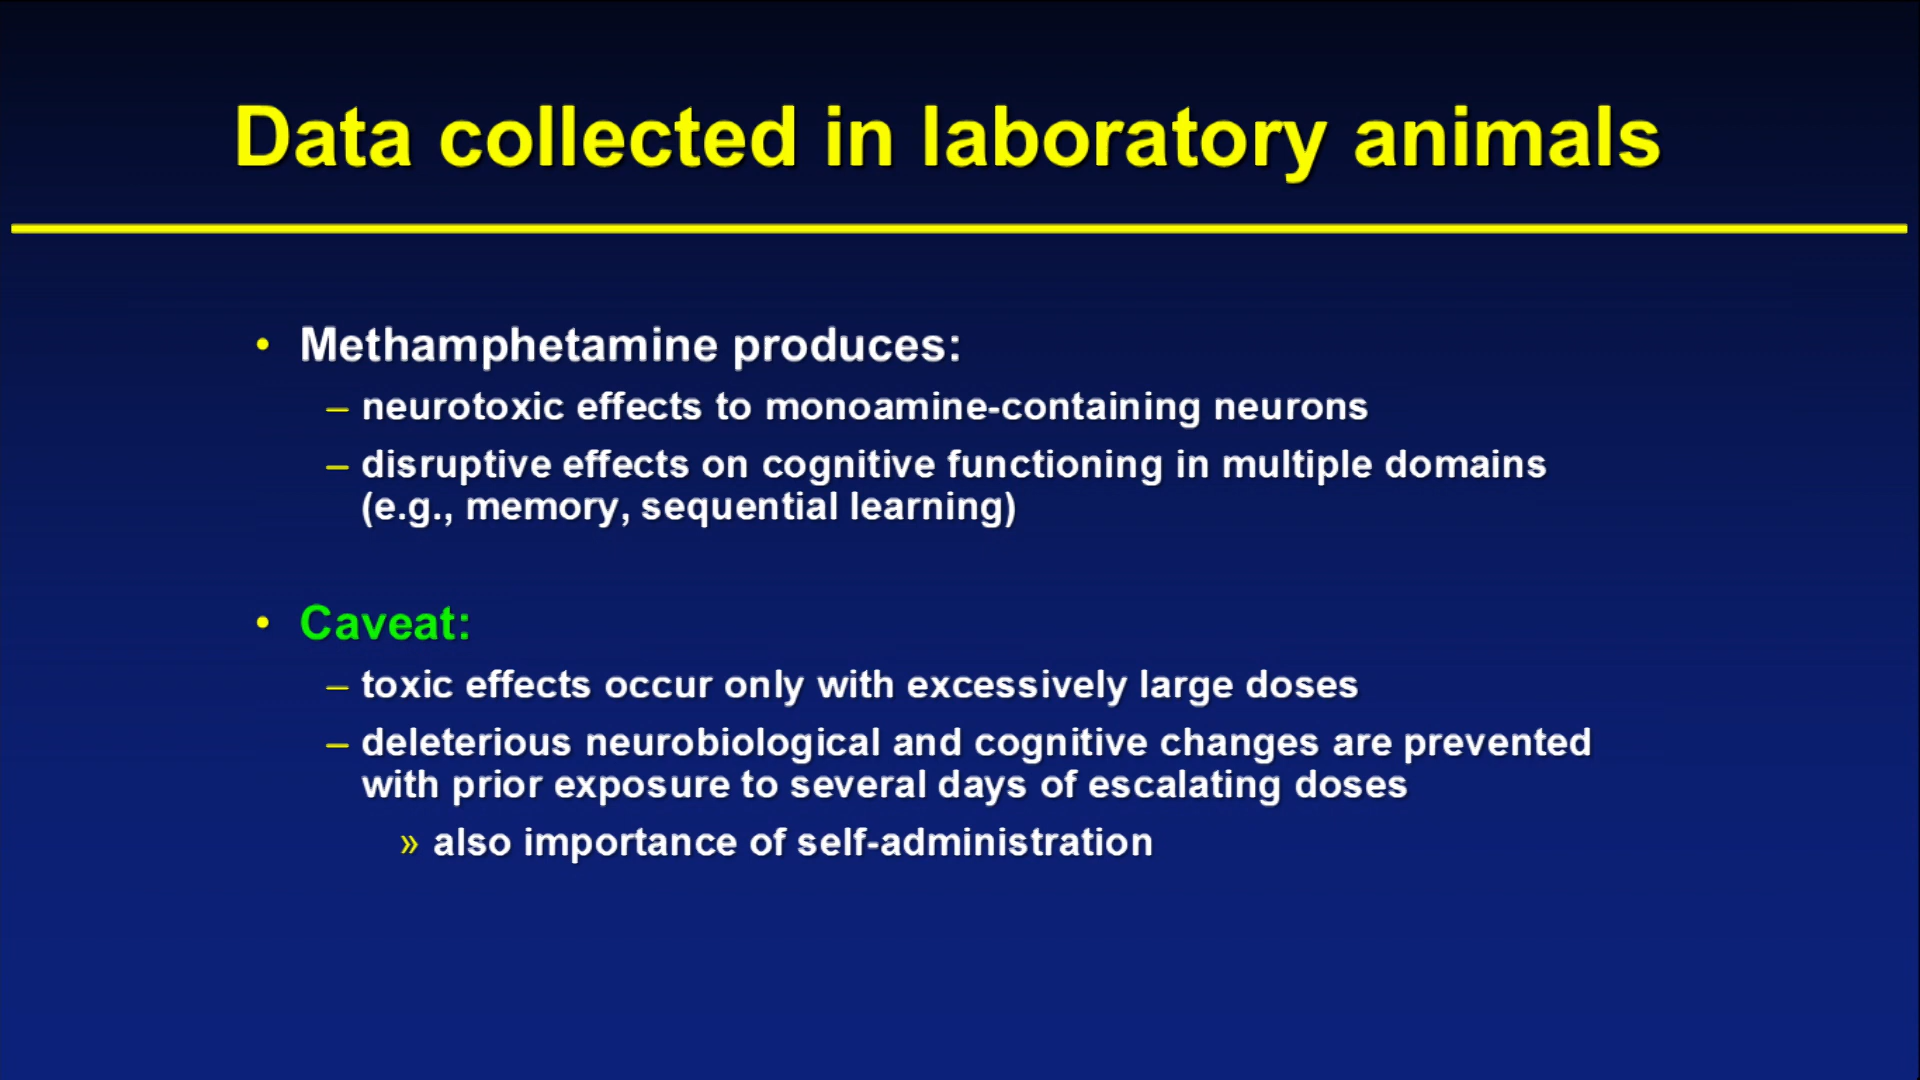 Data collected in laboratory animals
• Methamphetamine produces:
– neurotoxic effects to monoamine-containing neurons
– disruptive effects on cognitive functioning in multiple domains
(e.g., memory, sequential learning)
• Caveat:
– toxic effects occur only with excessively large doses
– deleterious neurobiological and cognitive changes are prevented
with prior exposure to several days of escalating doses
» also importance of self-administration